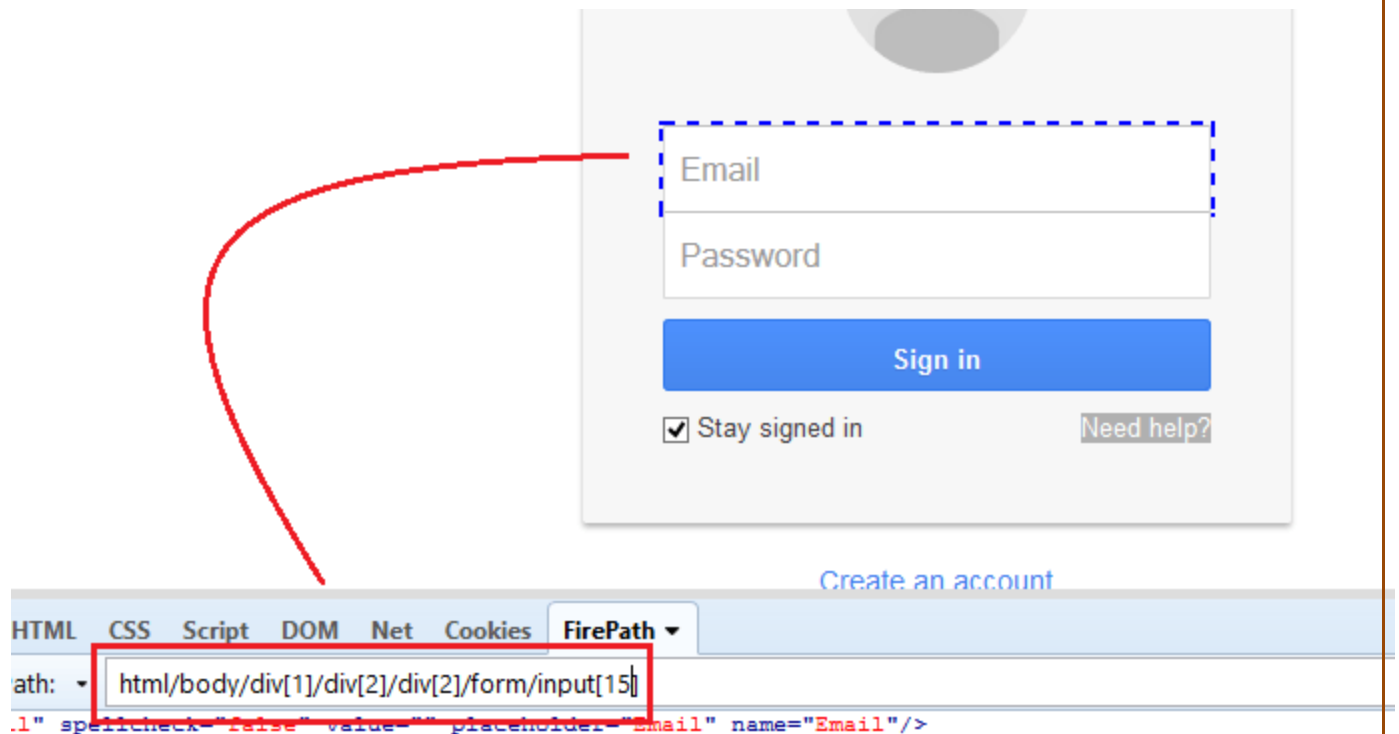 Email
Password
Sign in
Stay signed in Need help?
Create an account
HTML CSS Script DOM Net Cookies FirePath
ath: html/body/div[1]/div[2]/div[2]/form/input[15]
l" spellcheck="false" value="" placeholder="Email" name="Email"/>